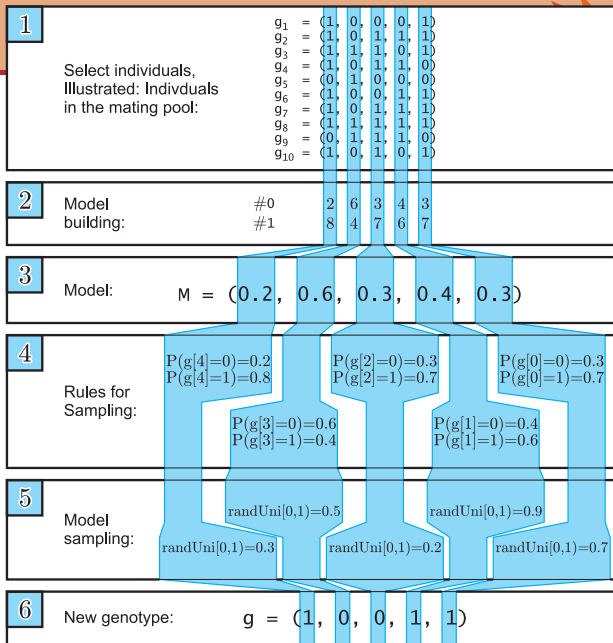 1
Select individuals,
Illustrated: Indivduals
in the mating pool:
g1 = (1, 0, 0, 0, 1)
g2 = (1, 0, 1, 1, 1)
g3 = (1, 1, 1, 0, 1)
g4 = (1, 0, 1, 1, 0)
g5 = (0, 1, 0, 0, 0)
g6 = (1, 0, 0, 1, 1)
g7 = (1, 0, 1, 1, 1)
g8 = (1, 1, 1, 1, 1)
g9 = (0, 1, 1, 1, 0)
g10 = (1, 0, 1, 0, 1)
2
Model
building:
#0 2 6 3 4 3
#1 8 4 7 6 7
3
Model:
M = (0.2, 0.6, 0.3, 0.4, 0.3)
4
Rules for
Sampling:
P(g[4]=0)=0.2 P(g[2]=0)=0.3 P(g[0]=0)=0.3
P(g[4]=1)=0.8 P(g[2]=1)=0.7 P(g[0]=1)=0.7
P(g[3]=0)=0.6 P(g[1]=0)=0.4
P(g[3]=1)=0.4 P(g[1]=1)=0.6
5
Model
sampling:
randUni[0,1)=0.5 randUni[0,1)=0.9
randUni[0,1)=0.3 randUni[0,1)=0.2 randUni[0,1)=0.7
6
New genotype:
g = (1, 0, 0, 1, 1)